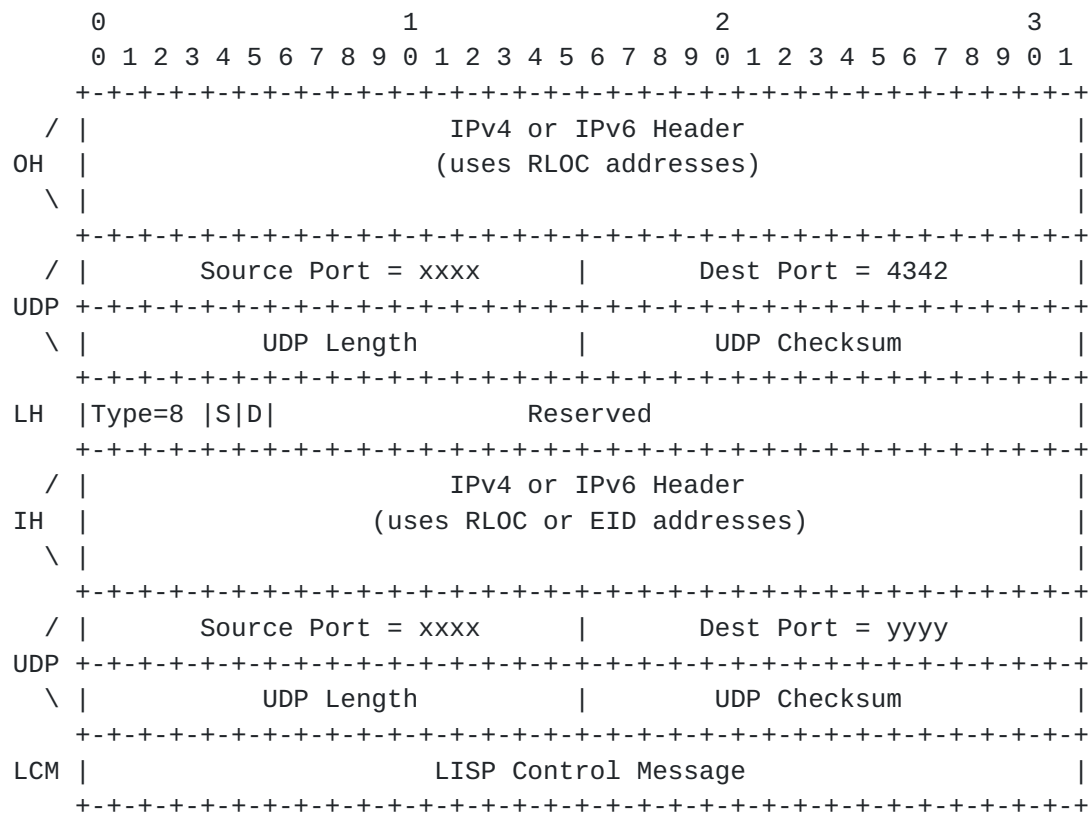 0                   1                   2                   3
     0 1 2 3 4 5 6 7 8 9 0 1 2 3 4 5 6 7 8 9 0 1 2 3 4 5 6 7 8 9 0 1
    +-+-+-+-+-+-+-+-+-+-+-+-+-+-+-+-+-+-+-+-+-+-+-+-+-+-+-+-+-+-+-+-+
  / |                       IPv4 or IPv6 Header                     |
OH  |                      (uses RLOC addresses)                    |
  \ |                                                               |
    +-+-+-+-+-+-+-+-+-+-+-+-+-+-+-+-+-+-+-+-+-+-+-+-+-+-+-+-+-+-+-+-+
  / |       Source Port = xxxx      |       Dest Port = 4342        |
UDP +-+-+-+-+-+-+-+-+-+-+-+-+-+-+-+-+-+-+-+-+-+-+-+-+-+-+-+-+-+-+-+-+
  \ |           UDP Length          |        UDP Checksum           |
    +-+-+-+-+-+-+-+-+-+-+-+-+-+-+-+-+-+-+-+-+-+-+-+-+-+-+-+-+-+-+-+-+
LH  |Type=8 |S|D|                Reserved                           |
    +-+-+-+-+-+-+-+-+-+-+-+-+-+-+-+-+-+-+-+-+-+-+-+-+-+-+-+-+-+-+-+-+
  / |                       IPv4 or IPv6 Header                     |
IH  |                  (uses RLOC or EID addresses)                 |
  \ |                                                               |
    +-+-+-+-+-+-+-+-+-+-+-+-+-+-+-+-+-+-+-+-+-+-+-+-+-+-+-+-+-+-+-+-+
  / |       Source Port = xxxx      |       Dest Port = yyyy        |
UDP +-+-+-+-+-+-+-+-+-+-+-+-+-+-+-+-+-+-+-+-+-+-+-+-+-+-+-+-+-+-+-+-+
  \ |           UDP Length          |        UDP Checksum           |
    +-+-+-+-+-+-+-+-+-+-+-+-+-+-+-+-+-+-+-+-+-+-+-+-+-+-+-+-+-+-+-+-+
LCM |                      LISP Control Message                     |
    +-+-+-+-+-+-+-+-+-+-+-+-+-+-+-+-+-+-+-+-+-+-+-+-+-+-+-+-+-+-+-+-+